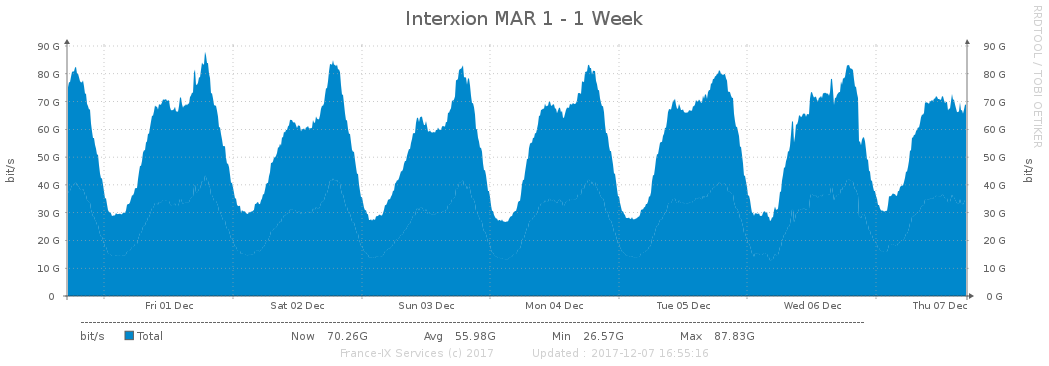 Interxion MAR 1 - 1 Week
RRDTOOL / TOBI OETIKER
90 G 90 G
80 G 80 G
70 G 70 G
60 G 60 G
50 G 50 G
40 G 40 G
30 G 30 G
20 G 20 G
10 G 10 G
0 0 G
bit/s
bit/s
Fri 01 Dec Sat 02 Dec Sun 03 Dec Mon 04 Dec Tue 05 Dec Wed 06 Dec Thu 07 Dec
bit/s Total Now 70.26G Avg 55.98G Min 26.57G Max 87.83G
France-IX Services (c) 2017 Updated : 2017-12-07 16:55:16